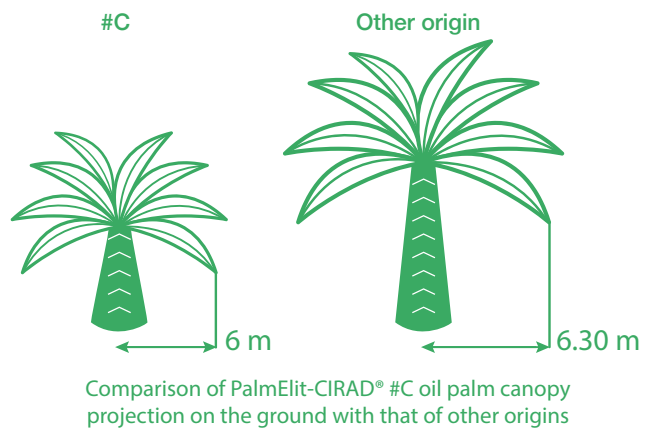 #C
Other origin
6 m
6.30 m
Comparison of PalmElit-CIRAD® #C oil palm canopy
projection on the ground with that of other origins